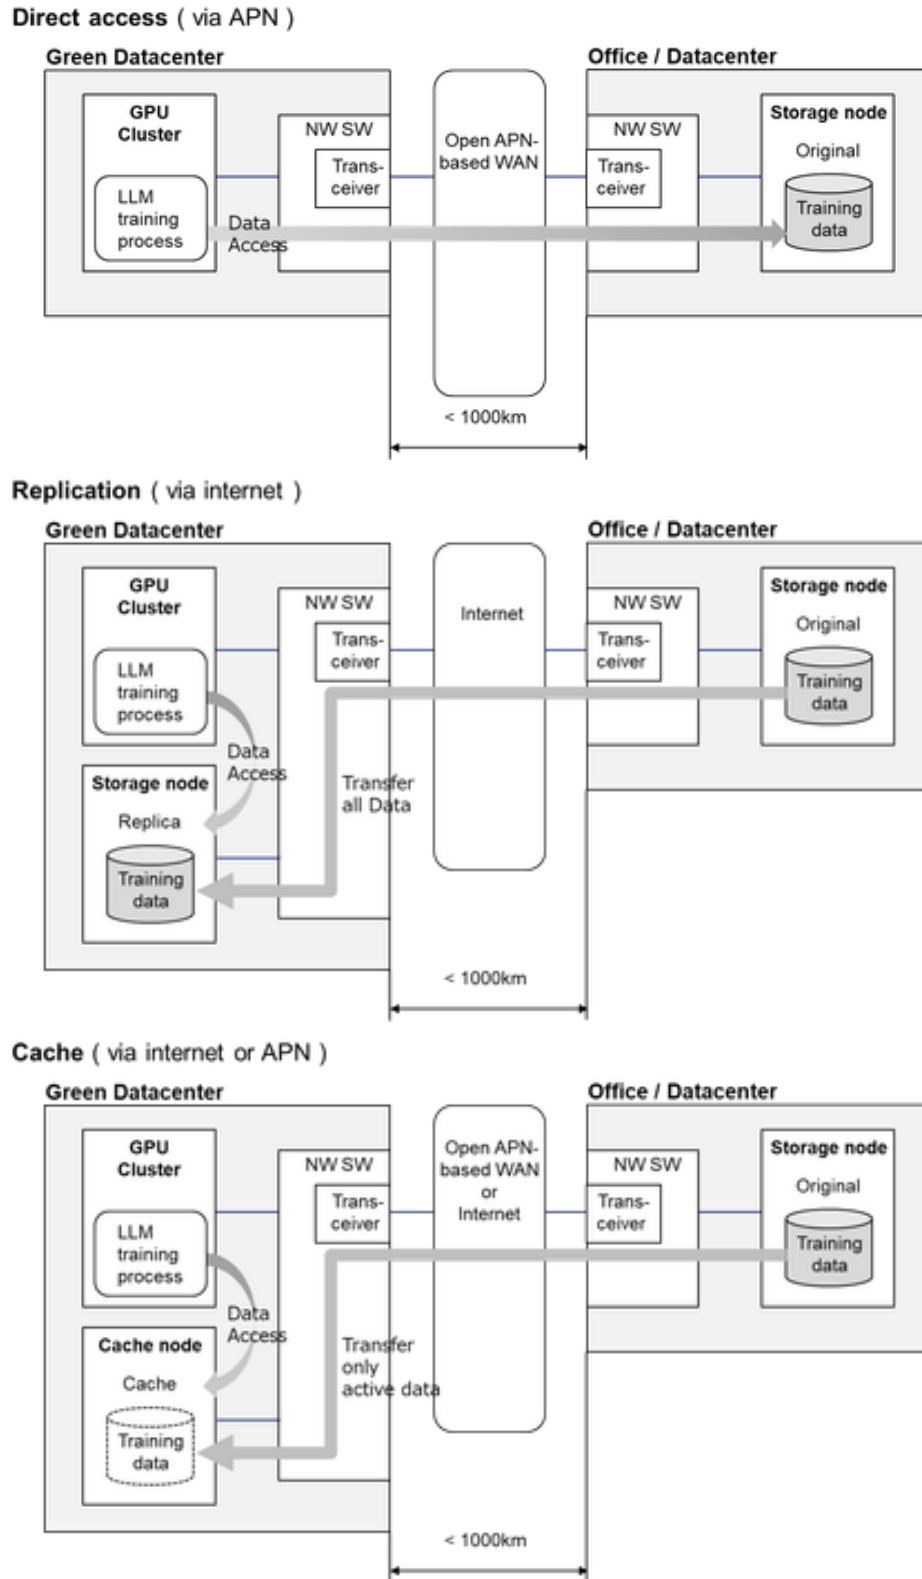 Direct access ( via APN )
Green Datacenter
Office / Datacenter
GPU
Cluster
LLM
training
process
Data
Access
NW SW
Trans-
ceiver
Open APN-
based WAN
NW SW
Trans-
ceiver
Storage node
Original
Training
data
< 1000km
Replication ( via internet )
Green Datacenter
Office / Datacenter
GPU
Cluster
LLM
training
process
Data
Access
Storage node
Replica
Training
data
NW SW
Trans-
ceiver
Transfer
all Data
Internet
NW SW
Trans-
ceiver
Storage node
Original
Training
data
< 1000km
Cache ( via internet or APN )
Green Datacenter
Office / Datacenter
GPU
Cluster
LLM
training
process
Data
Access
Cache node
Cache
Training
data
NW SW
Trans-
ceiver
Transfer
only
active data
Open APN-
based WAN
or
Internet
NW SW
Trans-
ceiver
Storage node
Original
Training
data
< 1000km